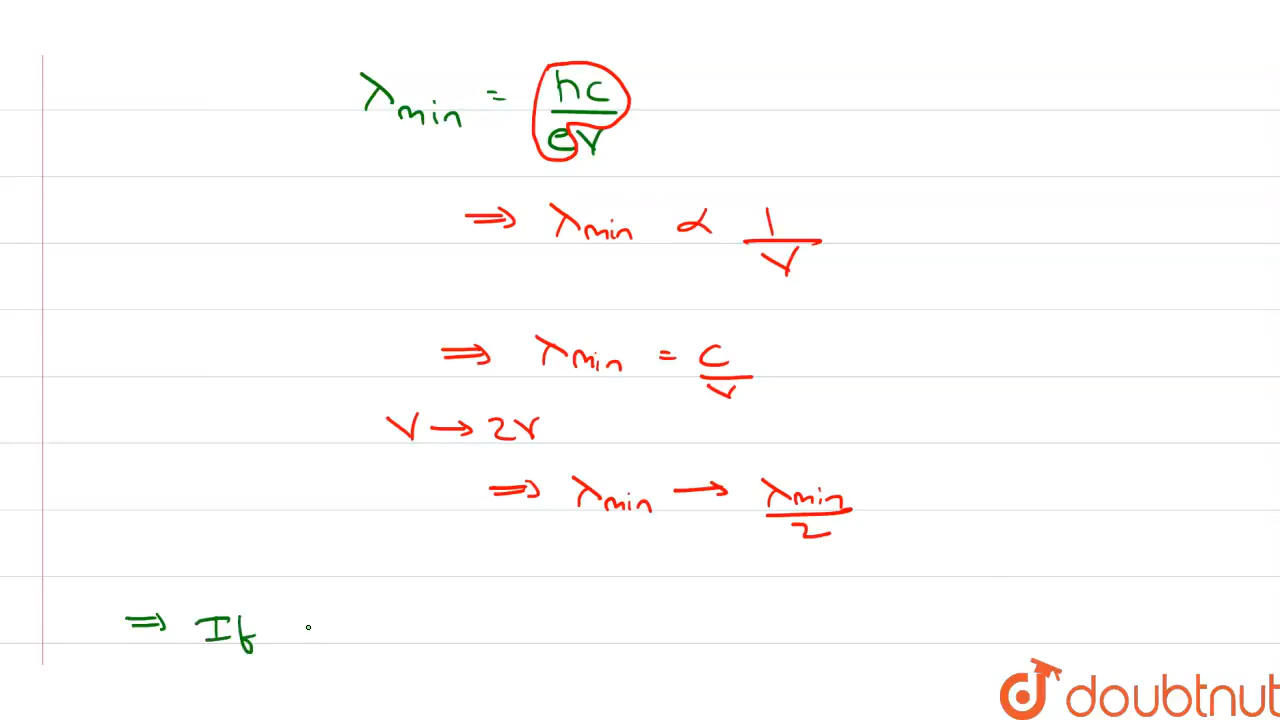 λmin = hc/eV
⇒ λmin ∝ 1/V
⇒ λmin = c/V
V → 2V
⇒ λmin → λmin/2
⇒ If
doubtnut